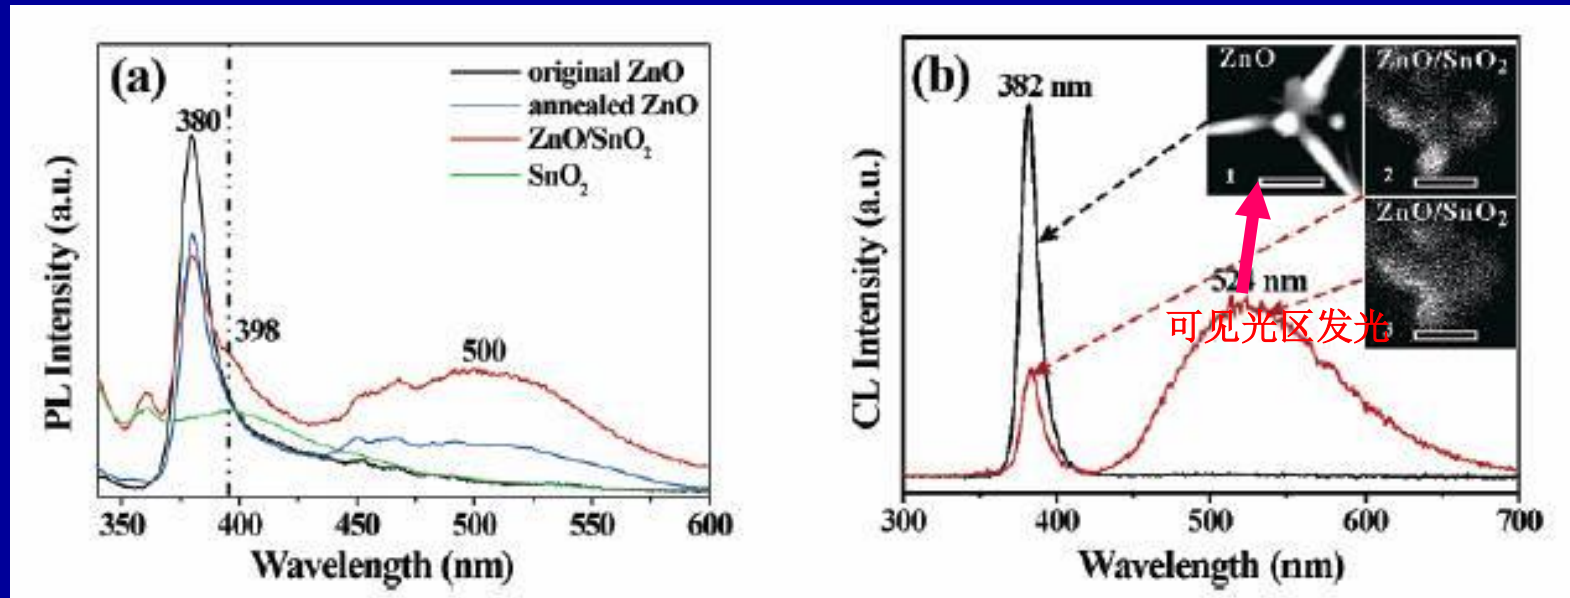 (a)
original ZnO
annealed ZnO
ZnO/SnO₂
SnO₂
380
398
500
PL Intensity (a.u.)
350 400 450 500 550 600
Wavelength (nm)
(b)
382 nm
ZnO
1
ZnO/SnO₂
2
ZnO/SnO₂
3
524 nm
可见光区发光
CL Intensity (a.u.)
300 400 500 600 700
Wavelength (nm)